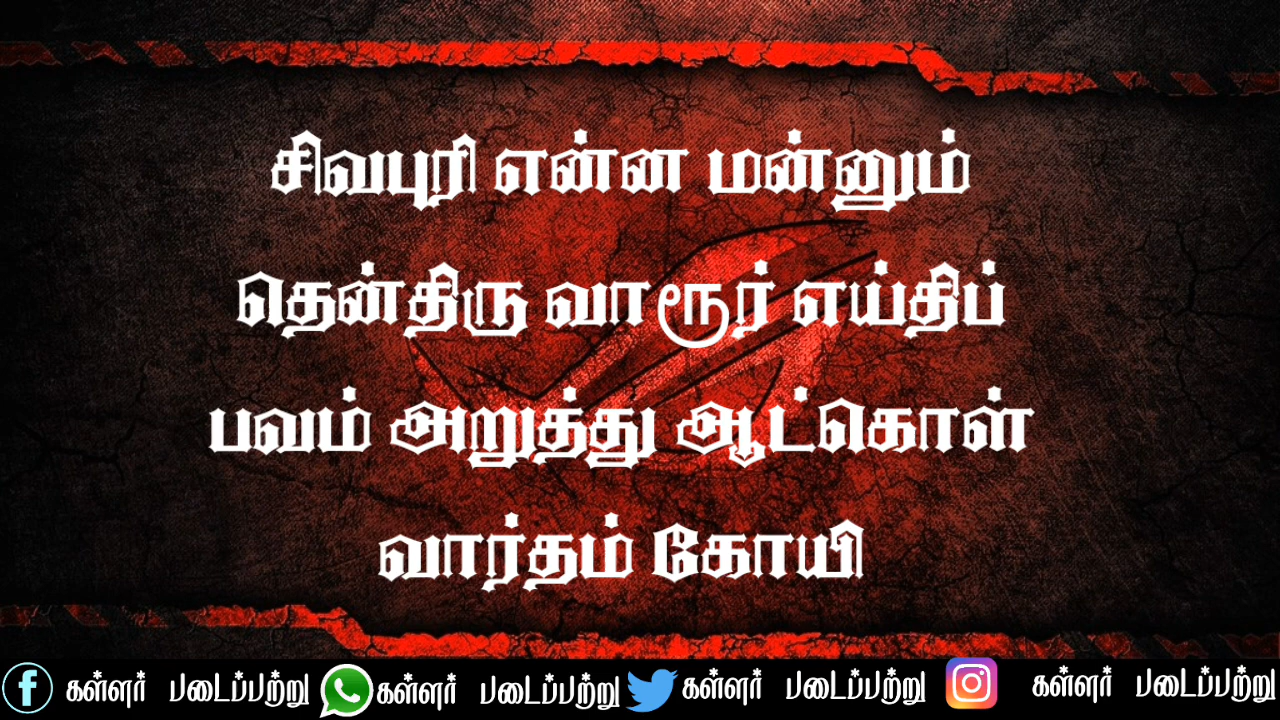 சிவபுரி என்ன மன்னும்
தென்திரு வாரூர் எய்திப்
பவம் அறுத்து ஆட்கொள்
வார்தம் கோயி
கள்ளர் படைப்பற்று கள்ளர் படைப்பற்று கள்ளர் படைப்பற்று கள்ளர் படைப்பற்று